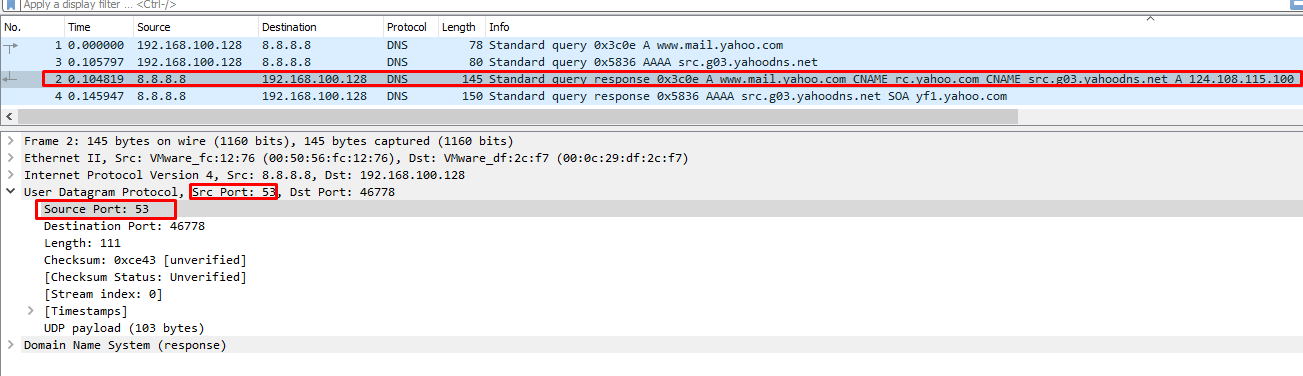 Apply a display filter ... <Ctrl-/>
No. Time Source Destination Protocol Length Info
1 0.000000 192.168.100.128 8.8.8.8 DNS 78 Standard query 0x3c0e A www.mail.yahoo.com
3 0.105797 192.168.100.128 8.8.8.8 DNS 80 Standard query 0x5836 AAAA src.g03.yahoodns.net
2 0.104819 8.8.8.8 192.168.100.128 DNS 145 Standard query response 0x3c0e A www.mail.yahoo.com CNAME rc.yahoo.com CNAME src.g03.yahoodns.net A 124.108.115.100
4 0.145947 8.8.8.8 192.168.100.128 DNS 150 Standard query response 0x5836 AAAA src.g03.yahoodns.net SOA yf1.yahoo.com
Frame 2: 145 bytes on wire (1160 bits), 145 bytes captured (1160 bits)
Ethernet II, Src: VMware_fc:12:76 (00:50:56:fc:12:76), Dst: VMware_df:2c:f7 (00:0c:29:df:2c:f7)
Internet Protocol Version 4, Src: 8.8.8.8, Dst: 192.168.100.128
User Datagram Protocol, Src Port: 53, Dst Port: 46778
Source Port: 53
Destination Port: 46778
Length: 111
Checksum: 0xce43 [unverified]
[Checksum Status: Unverified]
[Stream index: 0]
[Timestamps]
UDP payload (103 bytes)
Domain Name System (response)